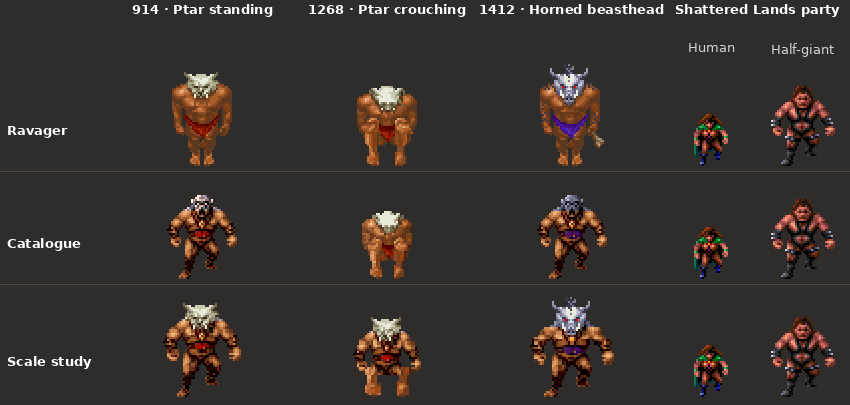 914 · Ptar standing
1268 · Ptar crouching
1412 · Horned beasthead
Shattered Lands party
Human
Half-giant
Ravager
Catalogue
Scale study